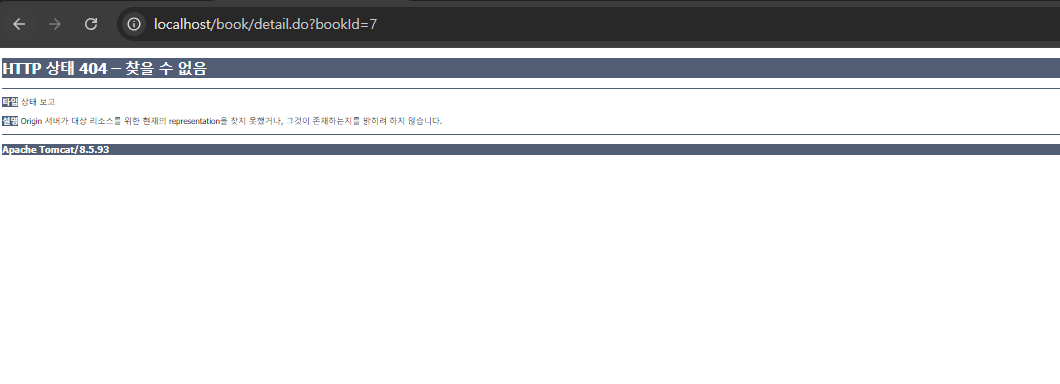 localhost/book/detail.do?bookId=7
HTTP 상태 404 – 찾을 수 없음
타입 상태 보고
설명 Origin 서버가 대상 리소스를 위한 현재의 representation을 찾지 못했거나, 그것이 존재하는지를 밝히려 하지 않습니다.
Apache Tomcat/8.5.93